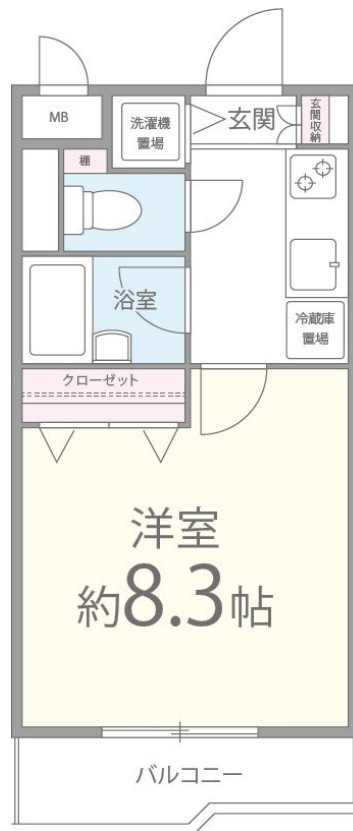 MB
洗濯機
置場
玄関
玄関収納
棚
浴室
冷蔵庫
置場
クローゼット
洋室
約8.3帖
バルコニー